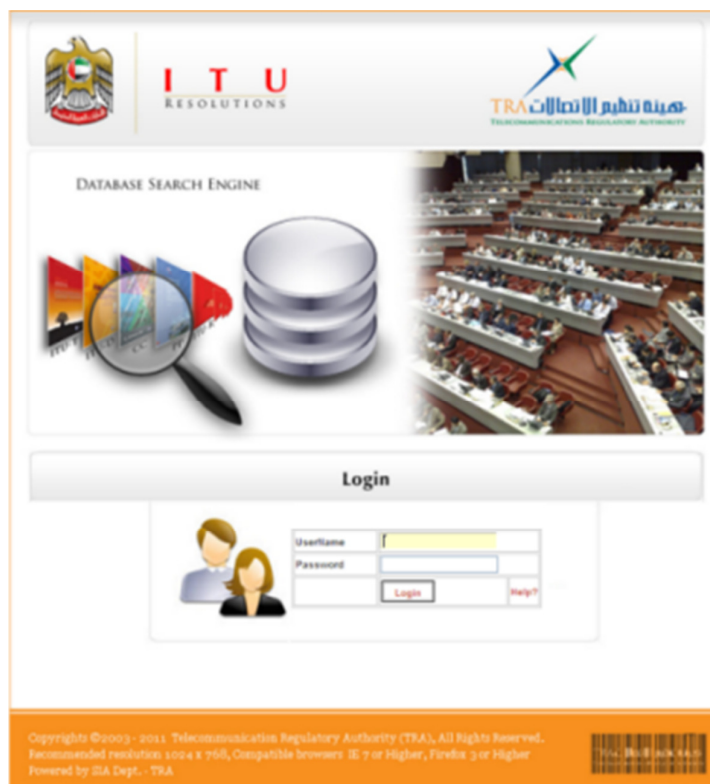 I T U
RESOLUTIONS
TRA هيئة تنظيم الاتصالات
TELECOMMUNICATIONS REGULATORY AUTHORITY
DATABASE SEARCH ENGINE
Login
UserName
Password
Login
Help?
Copyrights ©2003 - 2011 Telecommunication Regulatory Authority (TRA), All Rights Reserved.
Recommended resolution 1024 x 768, Compatible browsers IE 7 or Higher, Firefox 3 or Higher
Powered by SIA Dept. - TRA